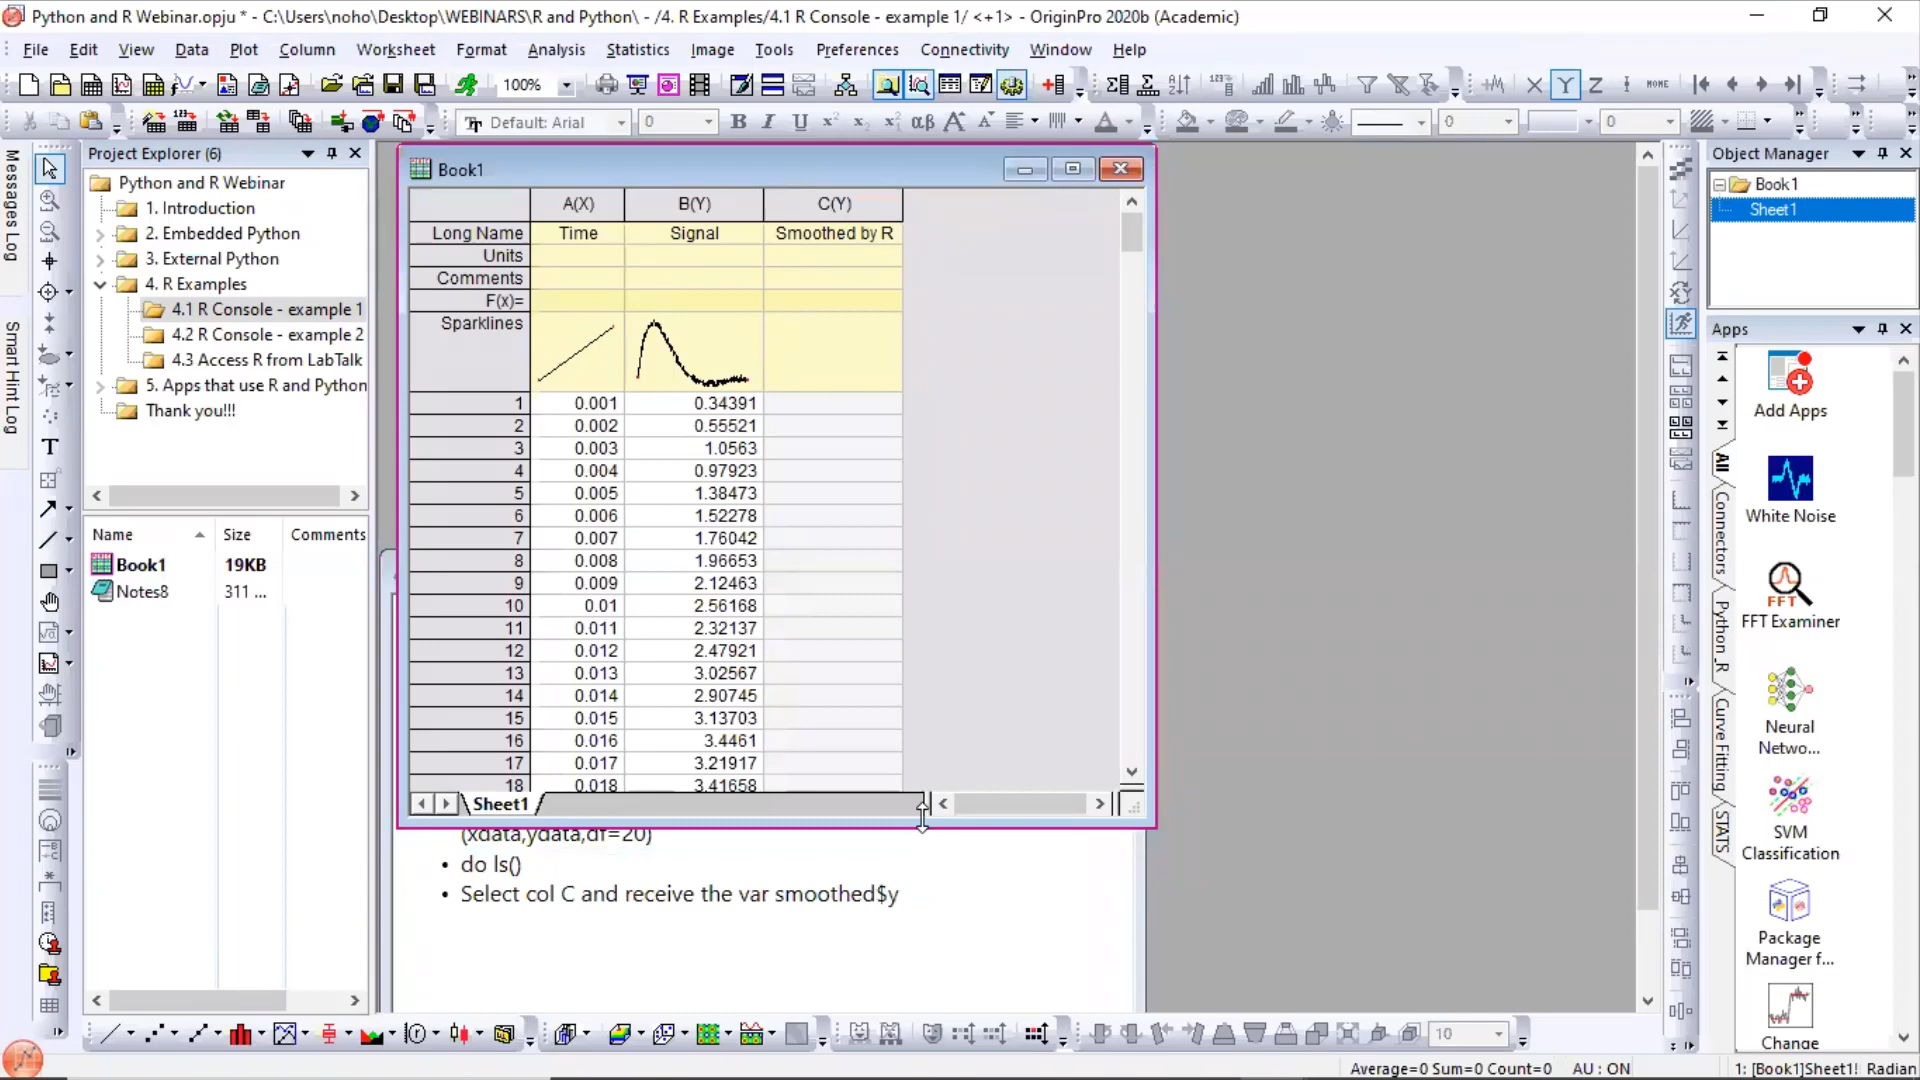 Python and R Webinar.opju * - C:\Users\noho\Desktop\WEBINARS\R and Python\ - /4. R Examples/4.1 R Console - example 1/ <+1> - OriginPro 2020b (Academic)
File Edit View Data Plot Column Worksheet Format Analysis Statistics Image Tools Preferences Connectivity Window Help
100%
X Y Z HOME
Default: Arial 0 B I U αβ A A 0 0
Messages Log
Smart Hint Log
Project Explorer (6)
Python and R Webinar
1. Introduction
2. Embedded Python
3. External Python
4. R Examples
4.1 R Console - example 1
4.2 R Console - example 2
4.3 Access R from LabTalk
5. Apps that use R and Python
Thank you!!!
Name Size Comments
Book1 19KB
Notes8 311 ...
Book1
A(X) B(Y) C(Y)
Long Name Time Signal Smoothed by R
Units
Comments
F(x)=
Sparklines
1 0.001 0.34391
2 0.002 0.55521
3 0.003 1.0563
4 0.004 0.97923
5 0.005 1.38473
6 0.006 1.52278
7 0.007 1.76042
8 0.008 1.96653
9 0.009 2.12463
10 0.01 2.56168
11 0.011 2.32137
12 0.012 2.47921
13 0.013 3.02567
14 0.014 2.90745
15 0.015 3.13703
16 0.016 3.4461
17 0.017 3.21917
18 0.018 3.41658
Sheet1
(xdata,ydata,df=20)
• do ls()
• Select col C and receive the var smoothed$y
Object Manager
Book1
Sheet1
Apps
All
Connectors
Python_R
Curve Fitting
STATS
Add Apps
White Noise
FFT
FFT Examiner
Neural
Netwo...
SVM
Classification
Package
Manager f...
Change
10
Average=0 Sum=0 Count=0 AU : ON 1: [Book1]Sheet1! Radian